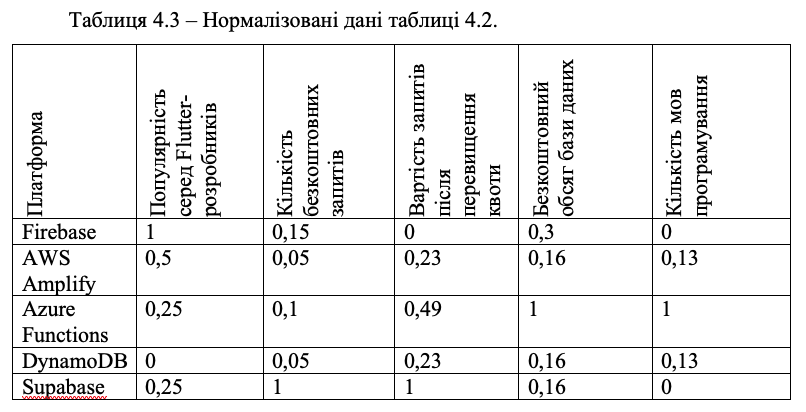 Таблиця 4.3 – Нормалізовані дані таблиці 4.2.
Платформа
Популярність
серед Flutter-
розробників
Кількість
безкоштовних
запитів
Вартість запитів
після
перевищення
квоти
Безкоштовний
обсяг бази даних
Кількість мов
програмування
Firebase 1 0,15 0 0,3 0
AWS 0,5 0,05 0,23 0,16 0,13
Amplify
Azure 0,25 0,1 0,49 1 1
Functions
DynamoDB 0 0,05 0,23 0,16 0,13
Supabase 0,25 1 1 0,16 0